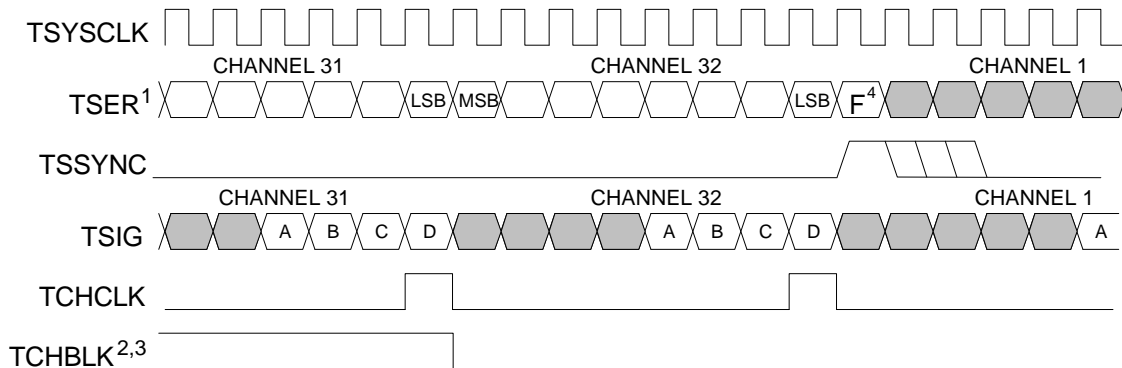 TSYSCLK
CHANNEL 31 CHANNEL 32 CHANNEL 1
TSER1 LSB MSB LSB F4
TSSYNC
CHANNEL 31 CHANNEL 32 CHANNEL 1
TSIG A B C D A B C D A
TCHCLK
TCHBLK2,3